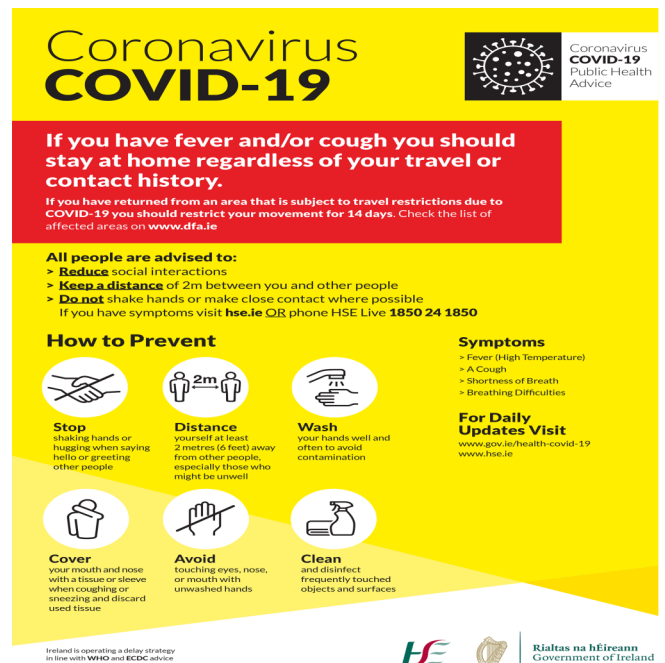 Coronavirus
COVID-19
Coronavirus
COVID-19
Public Health
Advice
If you have fever and/or cough you should
stay at home regardless of your travel or
contact history.
If you have returned from an area that is subject to travel restrictions due to
COVID-19 you should restrict your movement for 14 days. Check the list of
affected areas on www.dfa.ie
All people are advised to:
> Reduce social interactions
> Keep a distance of 2m between you and other people
> Do not shake hands or make close contact where possible
If you have symptoms visit hse.ie OR phone HSE Live 1850 24 1850
How to Prevent
2m
Stop
shaking hands or
hugging when saying
hello or greeting
other people
Distance
yourself at least
2 metres (6 feet) away
from other people,
especially those who
might be unwell
Wash
your hands well and
often to avoid
contamination
Cover
your mouth and nose
with a tissue or sleeve
when coughing or
sneezing and discard
used tissue
Avoid
touching eyes, nose,
or mouth with
unwashed hands
Clean
and disinfect
frequently touched
objects and surfaces
Symptoms
> Fever (High Temperature)
> A Cough
> Shortness of Breath
> Breathing Difficulties
For Daily
Updates Visit
www.gov.ie/health-covid-19
www.hse.ie
Ireland is operating a delay strategy
in line with WHO and ECDC advice
HE
Rialtas na hÉireann
Government of Ireland